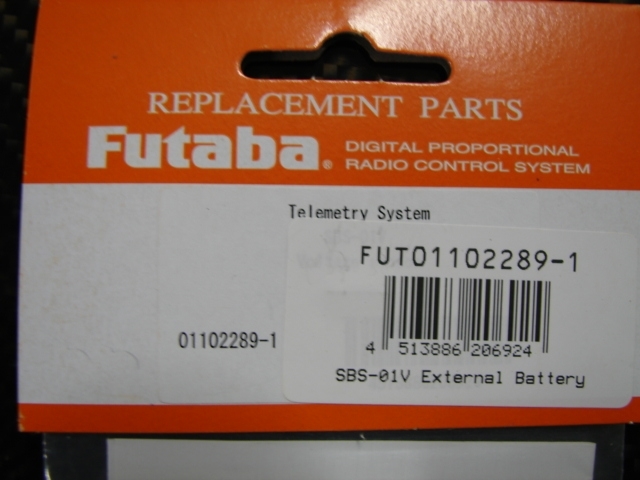 REPLACEMENT PARTS
Futaba®
DIGITAL PROPORTIONAL
RADIO CONTROL SYSTEM
Telemetry System
FUT01102289-1
01102289-1
4 513886 206924
SBS-01V External Battery